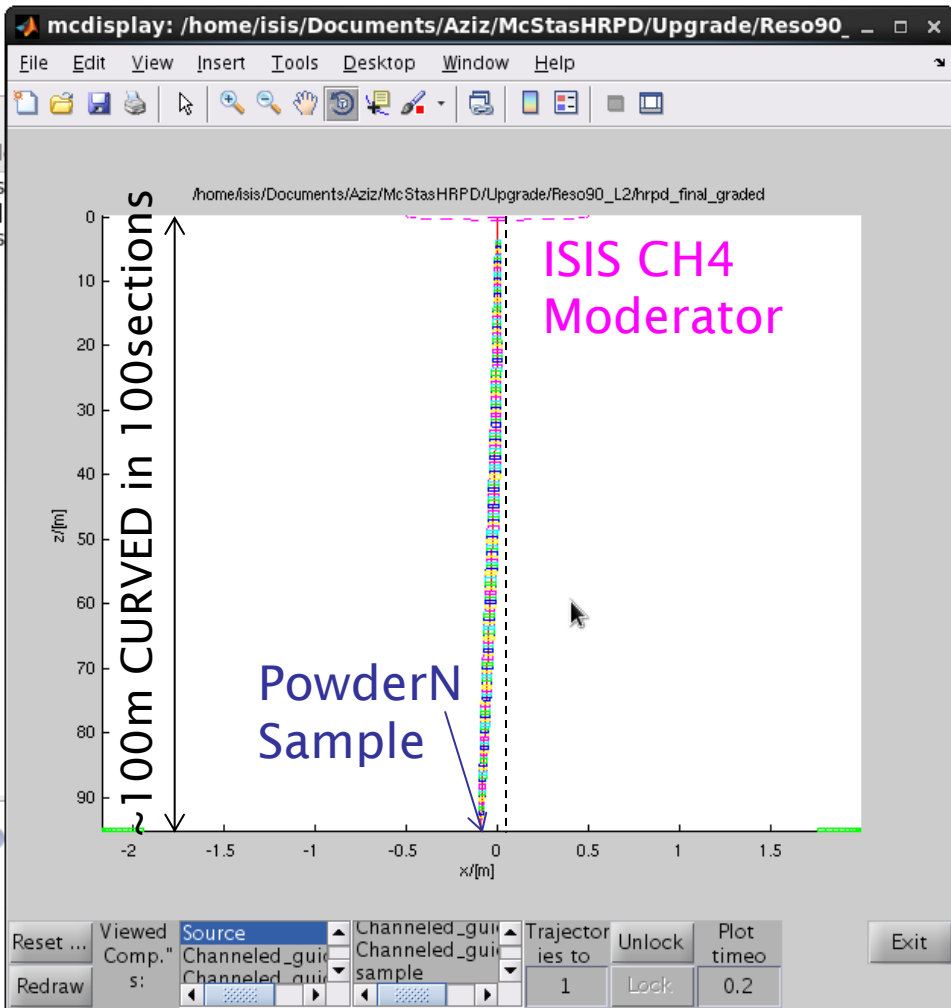 mcdisplay: /home/isis/Documents/Aziz/McStasHRPD/Upgrade/Reso90_
File Edit View Insert Tools Desktop Window Help
/home/isis/Documents/Aziz/McStasHRPD/Upgrade/Reso90_L2/hrpd_final_graded
~100m CURVED in 100sections
ISIS CH4
Moderator
PowderN
Sample
0
10
20
30
40
50
60
70
80
90
z/[m]
-2 -1.5 -1 -0.5 0 0.5 1 1.5
x/[m]
Reset ...
Redraw
Viewed
Comp."
s:
Source
Channeled_guid
Channeled_guid
Channeled_gui
Channeled_gui
sample
Trajector
ies to
1
Unlock
Lock
Plot
timeo
0.2
Exit